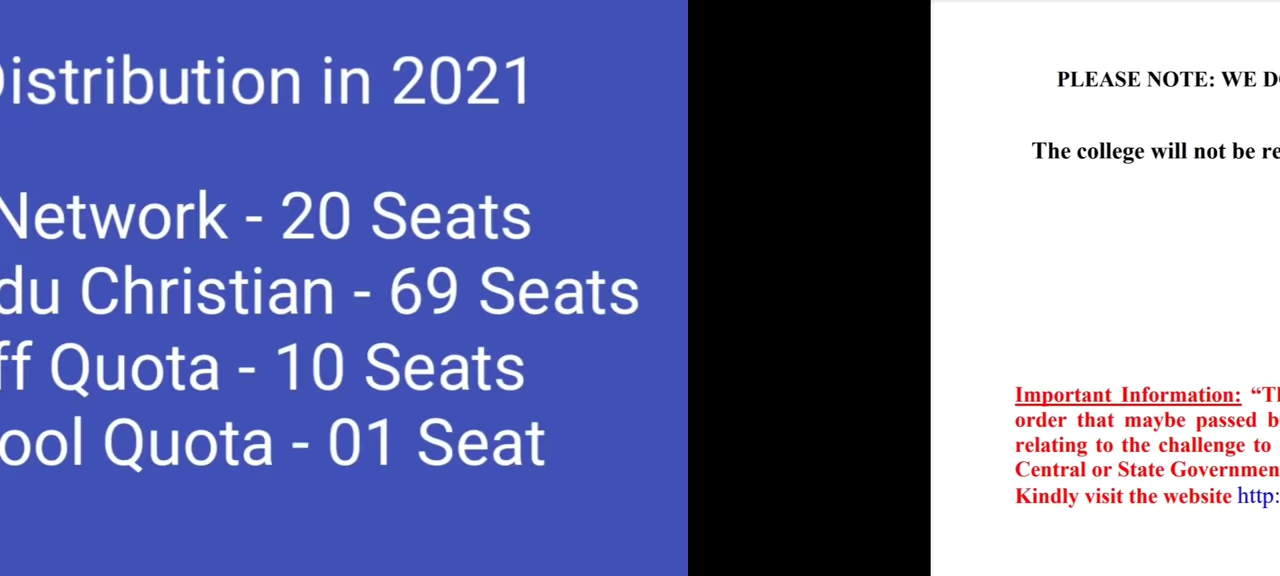 Distribution in 2021
Network - 20 Seats
du Christian - 69 Seats
ff Quota - 10 Seats
ool Quota - 01 Seat
PLEASE NOTE: WE DO
The college will not be re
Important Information: “Th
order that maybe passed b
relating to the challenge to
Central or State Governmen
Kindly visit the website http: